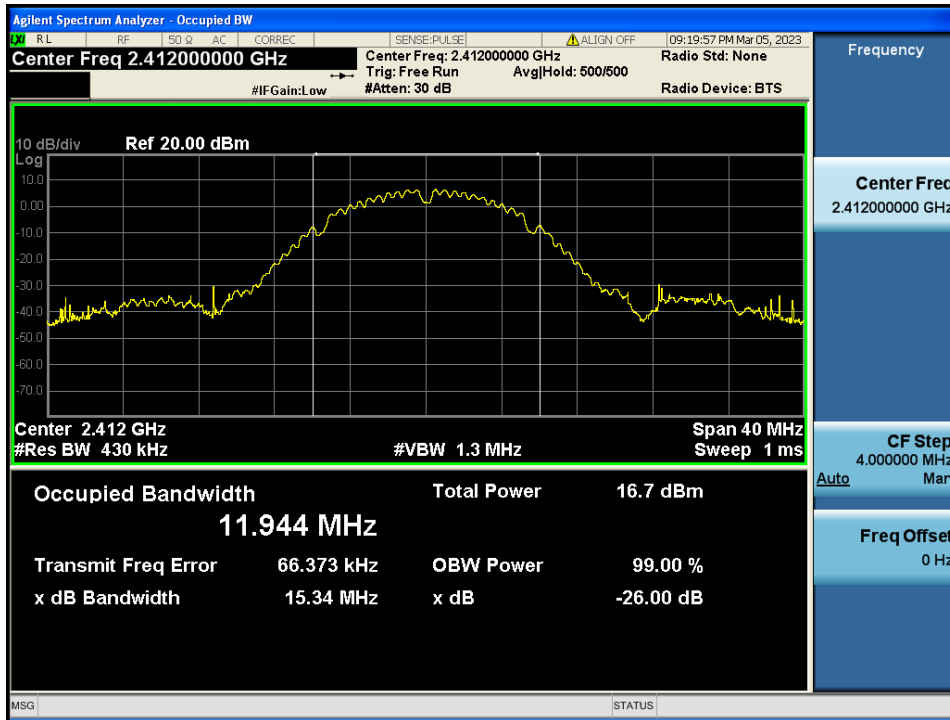 Agilent Spectrum Analyzer - Occupied BW
LXI RL RF 50 Ω AC CORREC SENSE:PULSE ALIGN OFF 09:19:57 PM Mar 05, 2023
Center Freq 2.412000000 GHz
Center Freq: 2.412000000 GHz
Radio Std: None
Trig: Free Run Avg|Hold: 500/500
#IFGain:Low #Atten: 30 dB
Radio Device: BTS
10 dB/div Ref 20.00 dBm
Log
10.0
0.00
-10.0
-20.0
-30.0
-40.0
-50.0
-60.0
-70.0
Center 2.412 GHz Span 40 MHz
#Res BW 430 kHz #VBW 1.3 MHz Sweep 1 ms
Occupied Bandwidth Total Power 16.7 dBm
11.944 MHz
Transmit Freq Error 66.373 kHz OBW Power 99.00 %
x dB Bandwidth 15.34 MHz x dB -26.00 dB
Frequency
Center Freq
2.412000000 GHz
CF Step
4.000000 MHz
Auto Man
Freq Offset
0 Hz
MSG STATUS